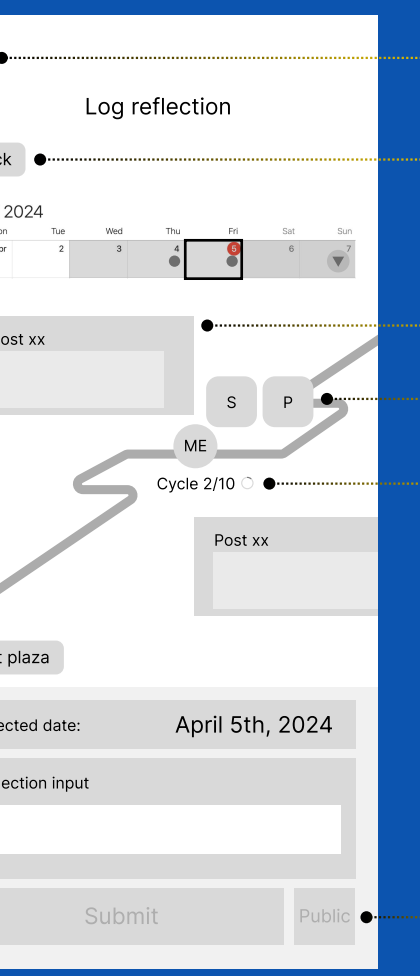 Log reflection
ck
2024
on Tue Wed Thu Fri Sat Sun
pr 2 3 4 5 6 7
ost xx
S P
ME
Cycle 2/10
Post xx
t plaza
ected date: April 5th, 2024
ection input
Submit Public